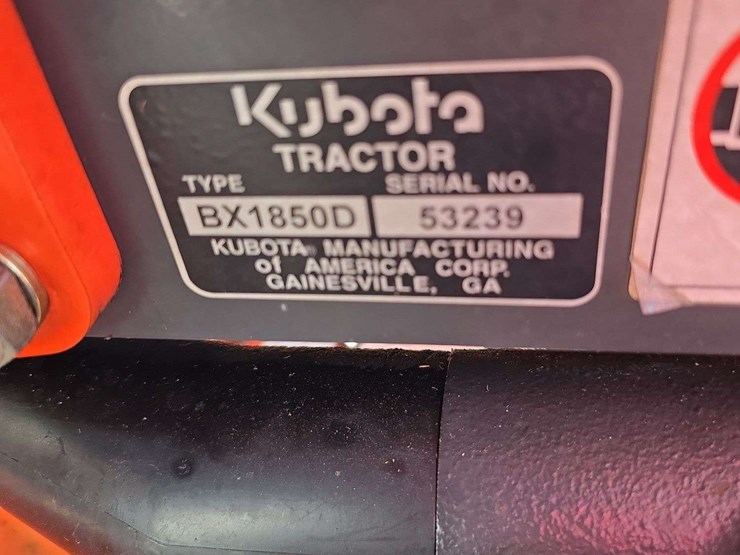 Kubota
TRACTOR
TYPE SERIAL NO.
BX1850D 53239
KUBOTA MANUFACTURING
of AMERICA CORP.
GAINESVILLE, GA